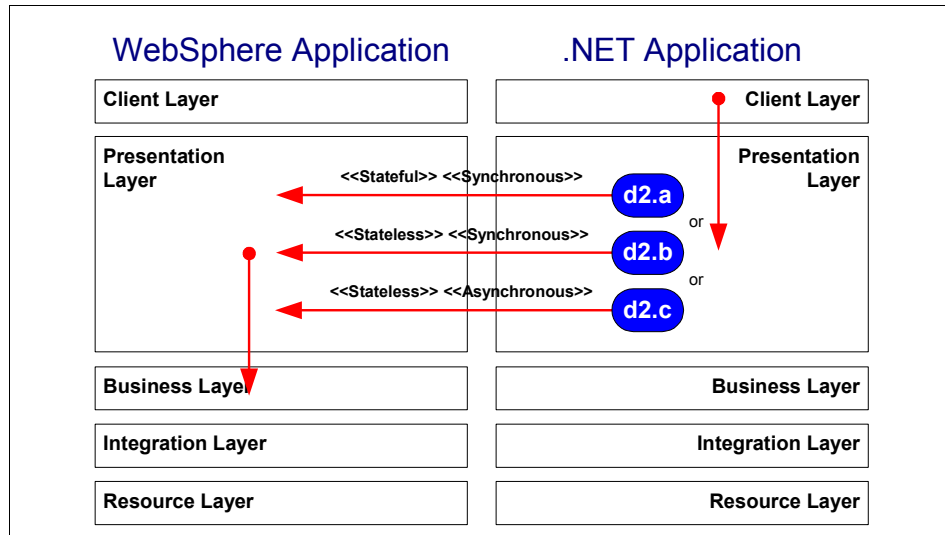 WebSphere Application
.NET Application
Client Layer
Client Layer
Presentation
Layer
Presentation
Layer
<<Stateful>> <<Synchronous>>
d2.a
or
<<Stateless>> <<Synchronous>>
d2.b
or
<<Stateless>> <<Asynchronous>>
d2.c
Business Layer
Business Layer
Integration Layer
Integration Layer
Resource Layer
Resource Layer